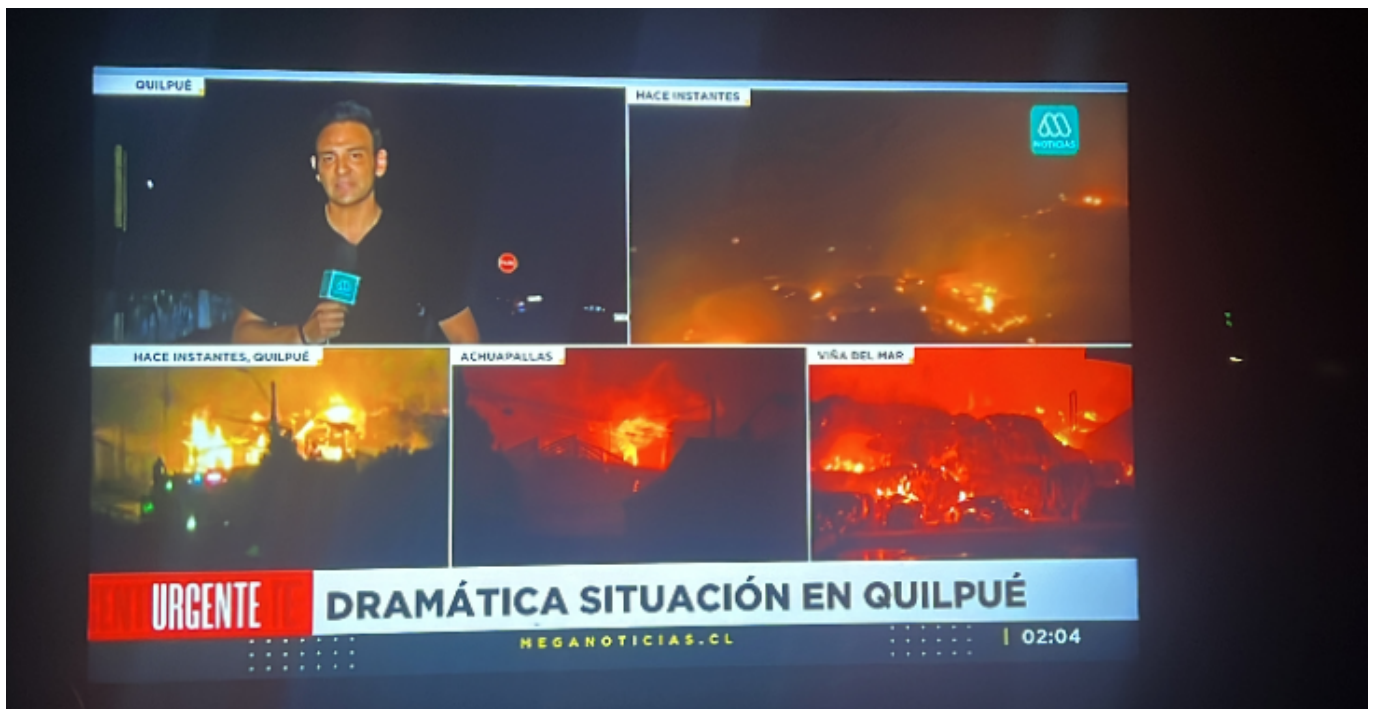 QUILPUÉ
HACE INSTANTES
NOTICIAS
HACE INSTANTES, QUILPUÉ
ACHUAPALLAS
VIÑA DEL MAR
URGENTE
DRAMÁTICA SITUACIÓN EN QUILPUÉ
MEGANOTICIAS.CL
02:04